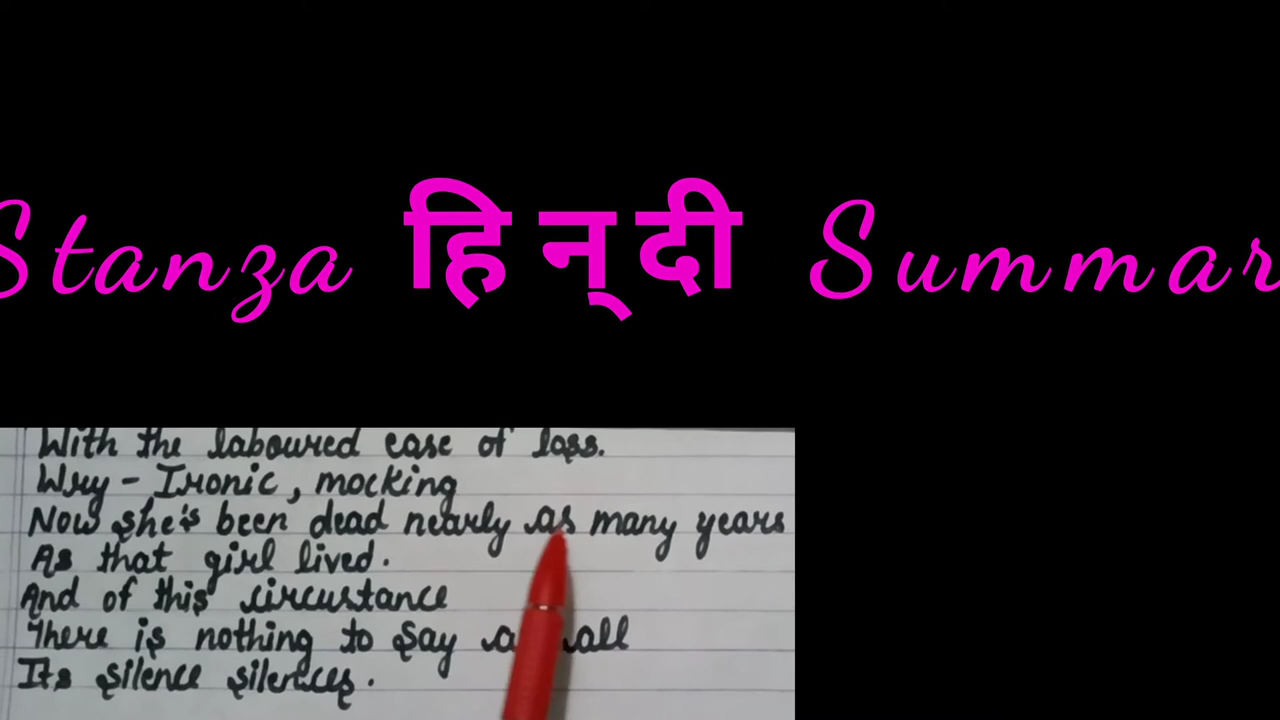 Stanza हिन्दी Summar
With the laboured ease of loss.
Wry - Ironic, mocking
Now she's been dead nearly as many years
As that girl lived.
And of this circustance
There is nothing to say all
Its silence silences.